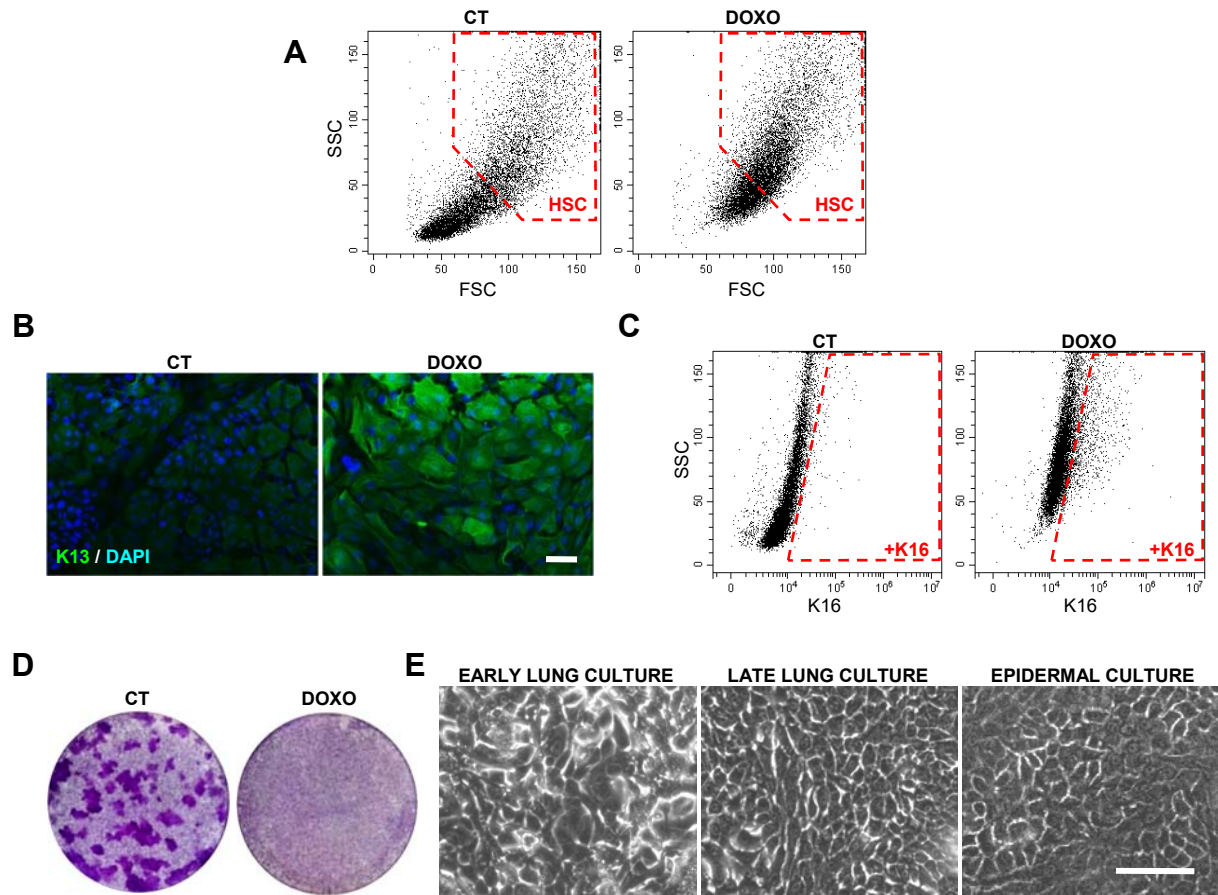 A
CT
DOXO
SSC
150
100
50
0
HSC
0
50
100
150
FSC
150
100
50
0
HSC
0
50
100
150
FSC
B
CT
DOXO
K13 / DAPI
C
CT
DOXO
SSC
150
100
50
0
+K16
0
10⁴
10⁵
10⁶
10⁷
K16
150
100
50
0
+K16
0
10⁴
10⁵
10⁶
10⁷
K16
D
CT
DOXO
E
EARLY LUNG CULTURE
LATE LUNG CULTURE
EPIDERMAL CULTURE